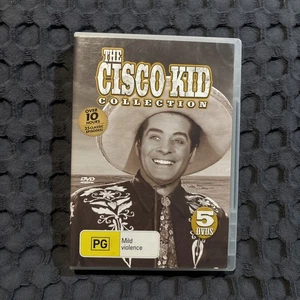 THE
CISCO KID
COLLECTION
OVER
10
HOURS
DVD
5
DVDs
PG
Mild
violence